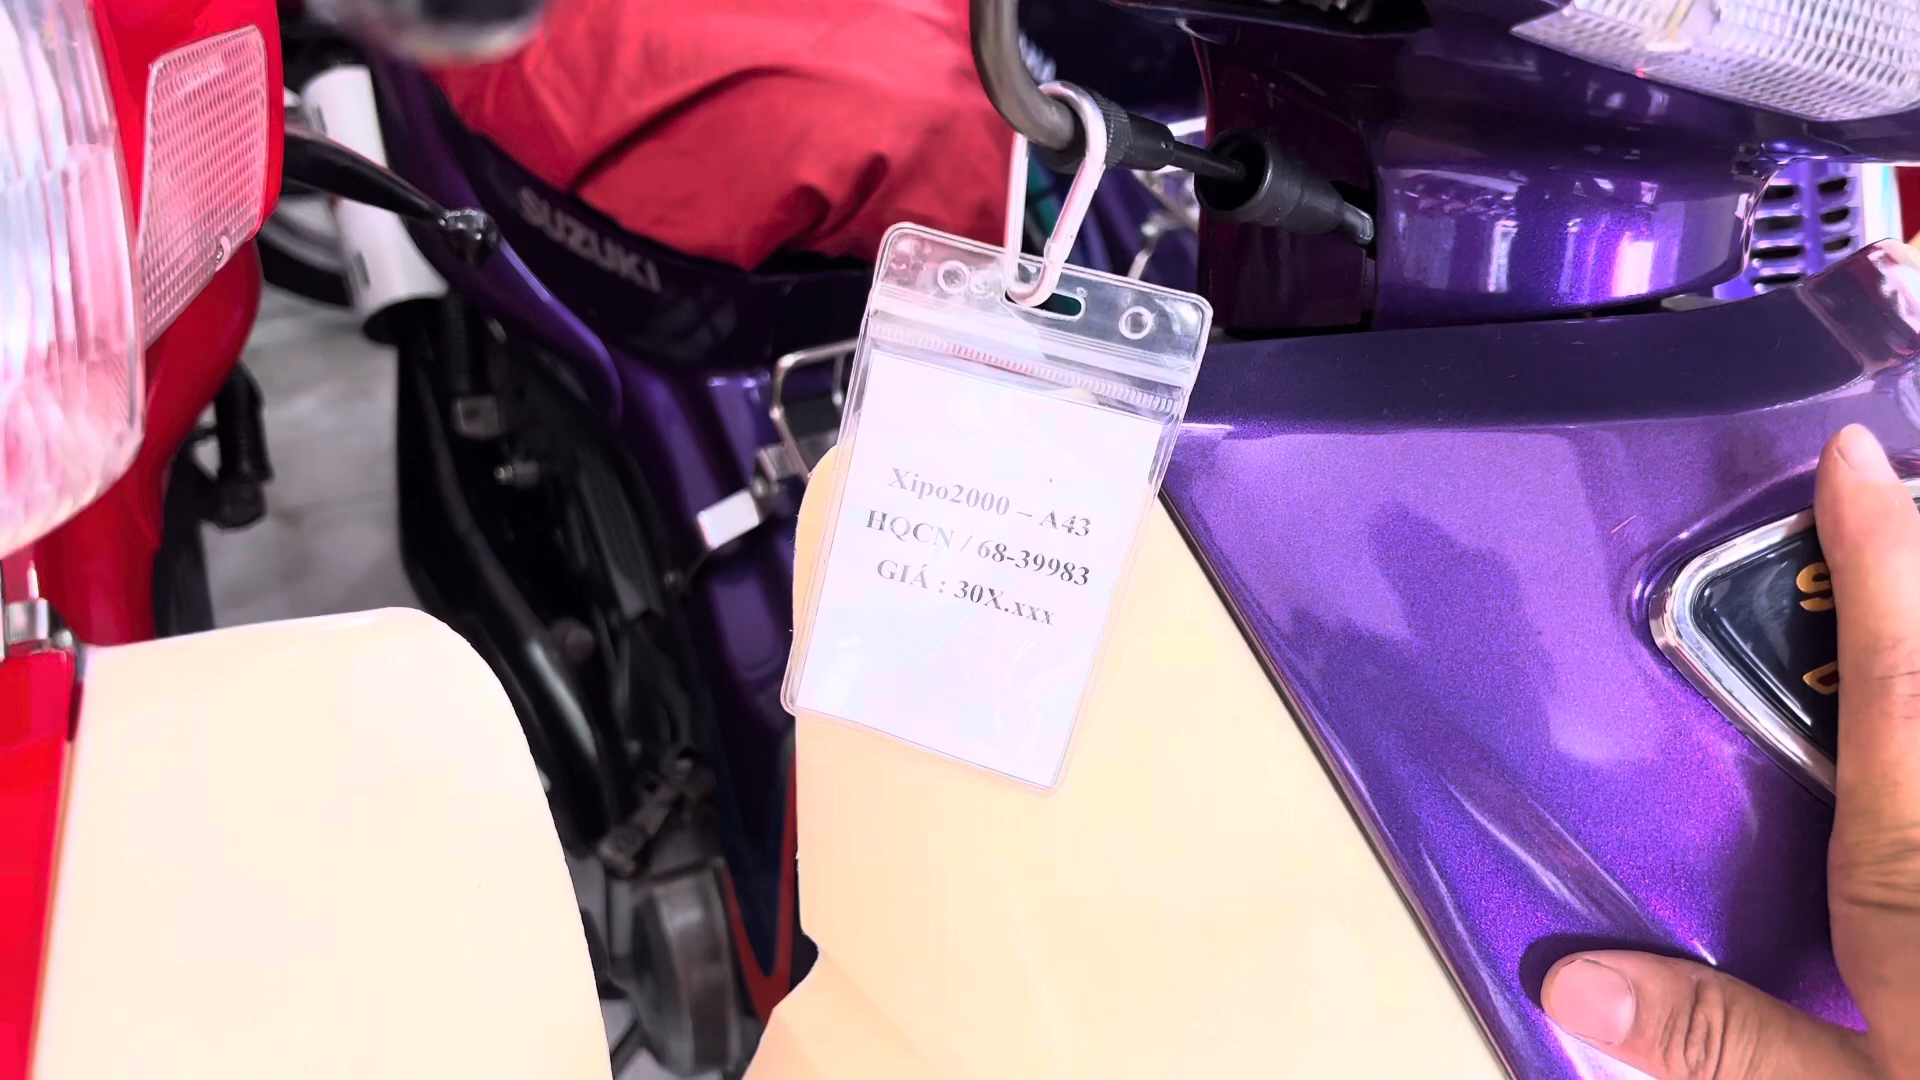 SUZUKI
Xipo2000 – A43
HQCN / 68-39983
GIÁ : 30X.xxx